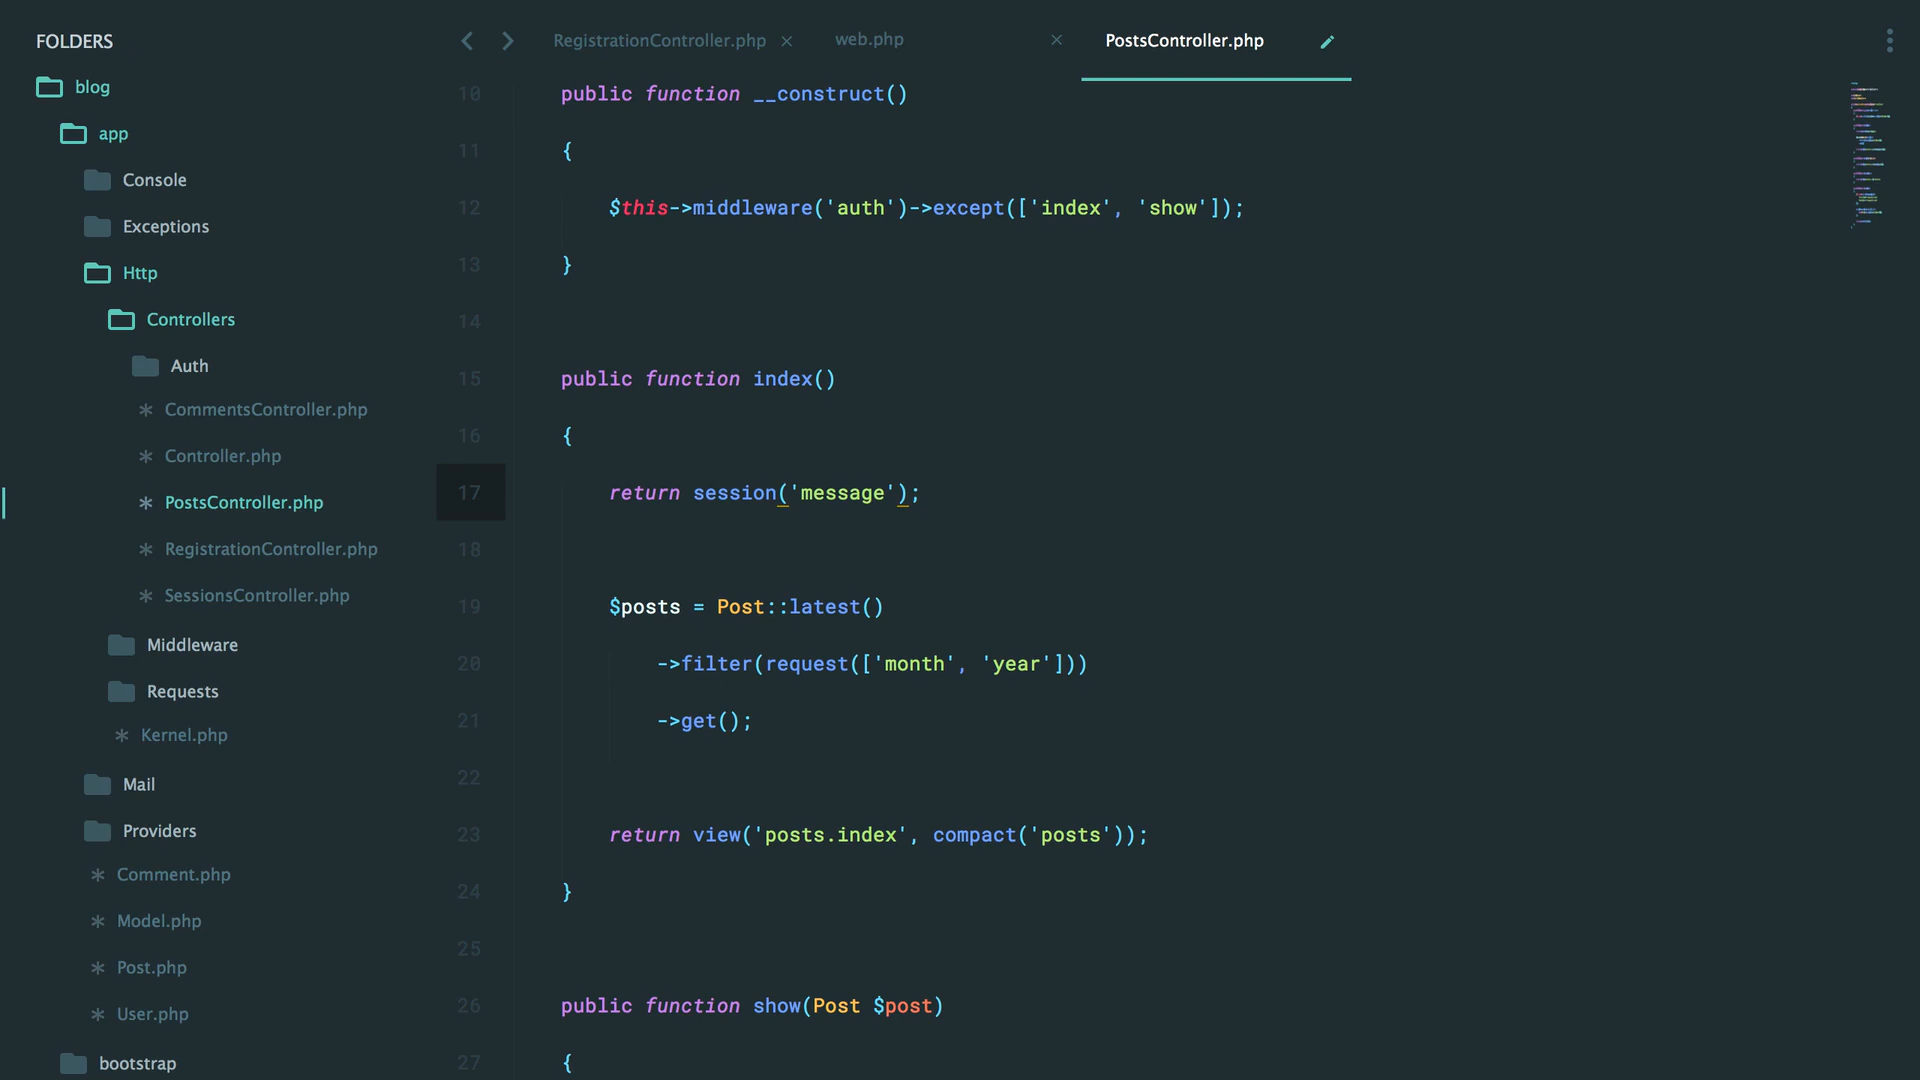 FOLDERS
blog
app
Console
Exceptions
Http
Controllers
Auth
CommentsController.php
Controller.php
PostsController.php
RegistrationController.php
SessionsController.php
Middleware
Requests
Kernel.php
Mail
Providers
Comment.php
Model.php
Post.php
User.php
bootstrap
RegistrationController.php × web.php × PostsController.php
10 public function __construct()
11 {
12 $this->middleware('auth')->except(['index', 'show']);
13 }
14
15 public function index()
16 {
17 return session('message');
18
19 $posts = Post::latest()
20 ->filter(request(['month', 'year']))
21 ->get();
22
23 return view('posts.index', compact('posts'));
24 }
25
26 public function show(Post $post)
27 {